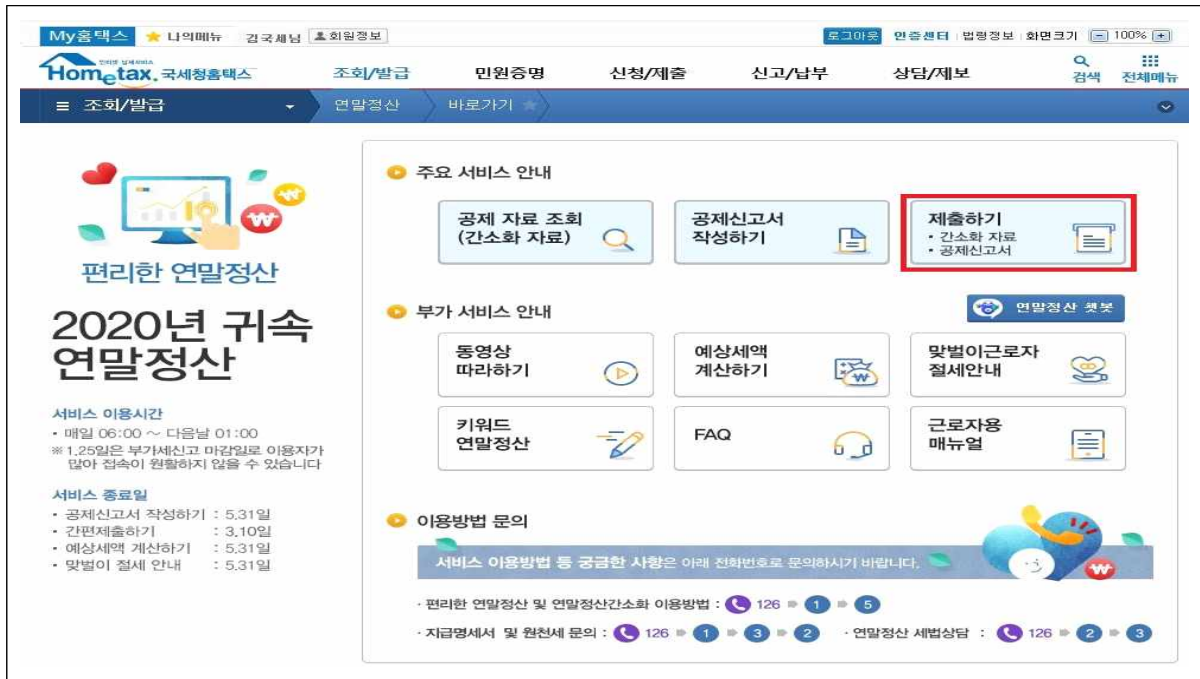 My홈택스 ★ 나의메뉴 김국세님 회원정보 로그아웃 인증센터 법령정보 화면크기 - 100% +
인터넷 납세서비스
Hometax. 국세청홈택스 조회/발급 민원증명 신청/제출 신고/납부 상담/제보 검색 전체메뉴
≡ 조회/발급 연말정산 바로가기 ★
편리한 연말정산
2020년 귀속
연말정산
서비스 이용시간
· 매일 06:00 ~ 다음날 01:00
※ 1.25일은 부가세신고 마감일로 이용자가
많아 접속이 원활하지 않을 수 있습니다
서비스 종료일
· 공제신고서 작성하기 : 5.31일
· 간편제출하기 : 3.10일
· 예상세액 계산하기 : 5.31일
· 맞벌이 절세 안내 : 5.31일
주요 서비스 안내
공제 자료 조회
(간소화 자료)
공제신고서
작성하기
제출하기
· 간소화 자료
· 공제신고서
부가 서비스 안내
연말정산 챗봇
동영상
따라하기
예상세액
계산하기
맞벌이근로자
절세안내
키워드
연말정산
FAQ
근로자용
매뉴얼
이용방법 문의
서비스 이용방법 등 궁금한 사항은 아래 전화번호로 문의하시기 바랍니다.
· 편리한 연말정산 및 연말정산간소화 이용방법 : 126 ➡ 1 ➡ 5
· 지급명세서 및 원천세 문의 : 126 ➡ 1 ➡ 3 ➡ 2 · 연말정산 세법상담 : 126 ➡ 2 ➡ 3